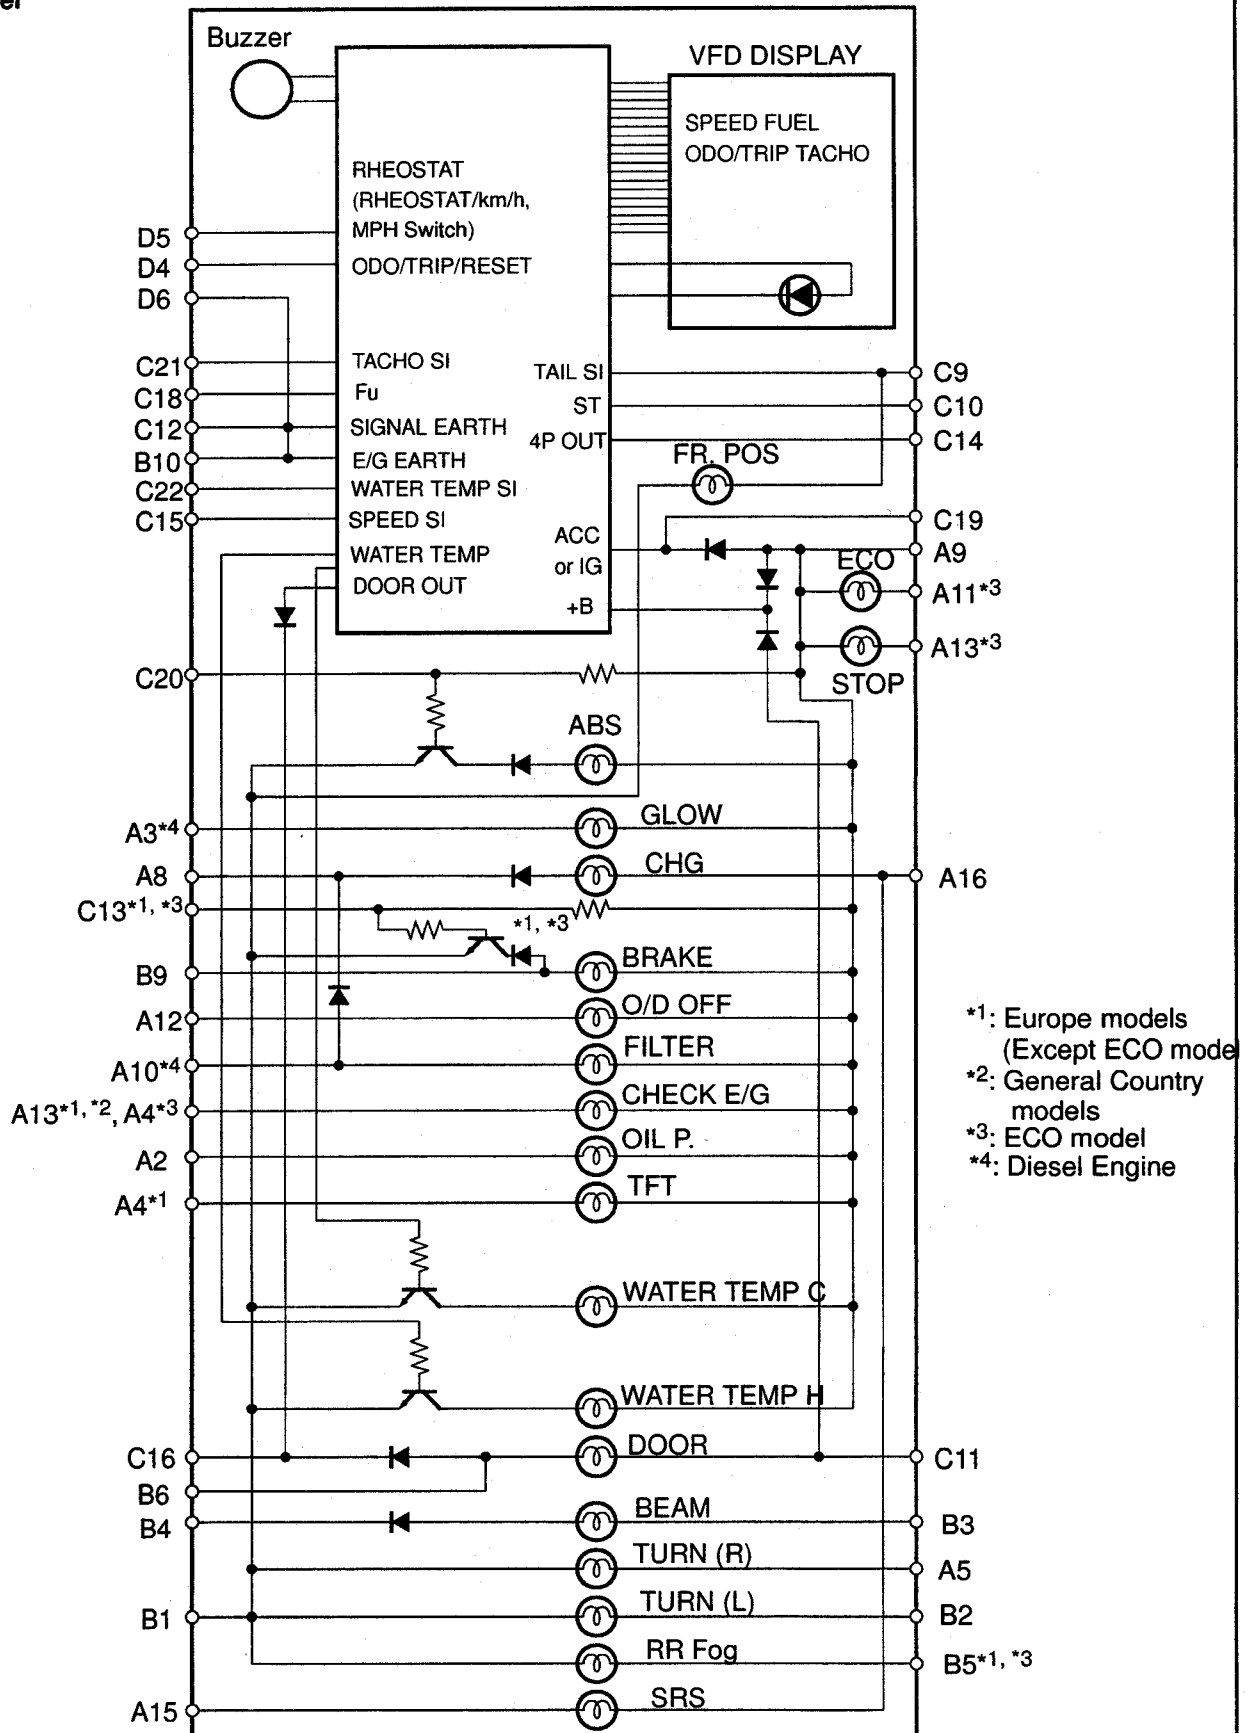 er
Buzzer
VFD DISPLAY
SPEED FUEL
ODO/TRIP TACHO
RHEOSTAT
(RHEOSTAT/km/h,
MPH Switch)
ODO/TRIP/RESET
TACHO SI
Fu
SIGNAL EARTH
E/G EARTH
WATER TEMP SI
SPEED SI
WATER TEMP
DOOR OUT
TAIL SI
ST
4P OUT
ACC
or IG
+B
D5
D4
D6
C21
C18
C12
B10
C22
C15
C20
C9
C10
C14
FR. POS
C19
A9
ECO
A11*3
A13*3
STOP
ABS
A3*4
GLOW
A8
CHG
A16
C13*1, *3
*1, *3
B9
BRAKE
A12
O/D OFF
A10*4
FILTER
A13*1, *2, A4*3
CHECK E/G
A2
OIL P.
A4*1
TFT
WATER TEMP C
WATER TEMP H
C16
DOOR
C11
B6
B4
BEAM
B3
TURN (R)
A5
B1
TURN (L)
B2
RR Fog
B5*1, *3
A15
SRS
*1: Europe models
(Except ECO mode
*2: General Country
models
*3: ECO model
*4: Diesel Engine